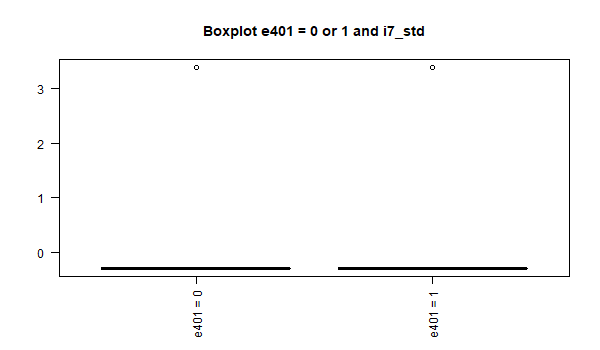 Boxplot e401 = 0 or 1 and i7_std
3
2
1
0
e401 = 0
e401 = 1